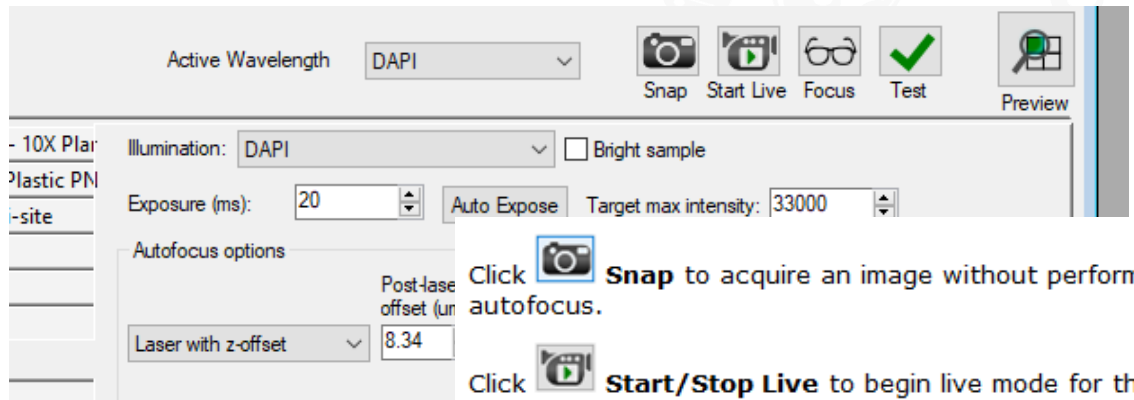 Active Wavelength DAPI
Snap Start Live Focus Test Preview
- 10X Plan
Plastic PN
i-site
Illumination: DAPI Bright sample
Exposure (ms): 20 Auto Expose Target max intensity: 33000
Autofocus options
Post-lase
offset (um
Laser with z-offset 8.34
Click Snap to acquire an image without perform
autofocus.
Click Start/Stop Live to begin live mode for th